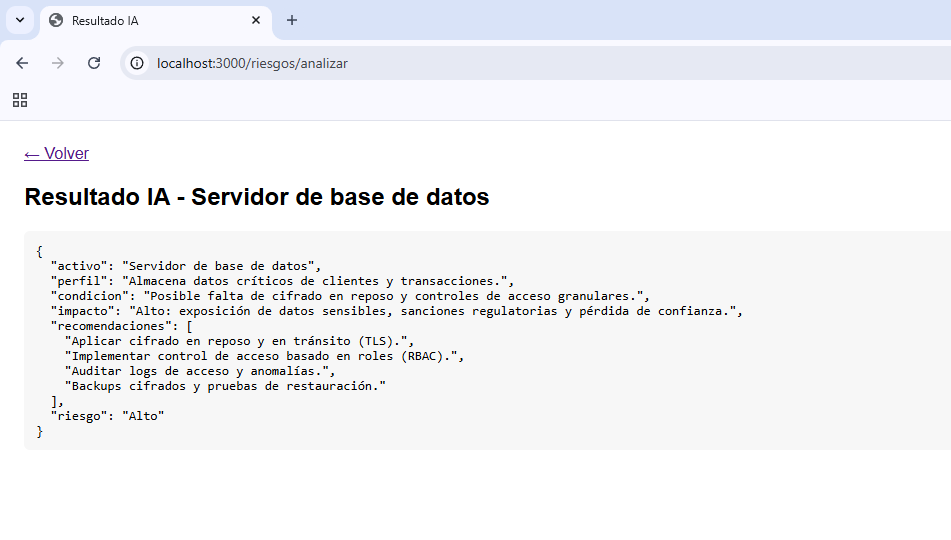 Resultado IA
localhost:3000/riesgos/analizar
← Volver
Resultado IA - Servidor de base de datos
{
  "activo": "Servidor de base de datos",
  "perfil": "Almacena datos críticos de clientes y transacciones.",
  "condicion": "Posible falta de cifrado en reposo y controles de acceso granulares.",
  "impacto": "Alto: exposición de datos sensibles, sanciones regulatorias y pérdida de confianza.",
  "recomendaciones": [
    "Aplicar cifrado en reposo y en tránsito (TLS).",
    "Implementar control de acceso basado en roles (RBAC).",
    "Auditar logs de acceso y anomalías.",
    "Backups cifrados y pruebas de restauración."
  ],
  "riesgo": "Alto"
}